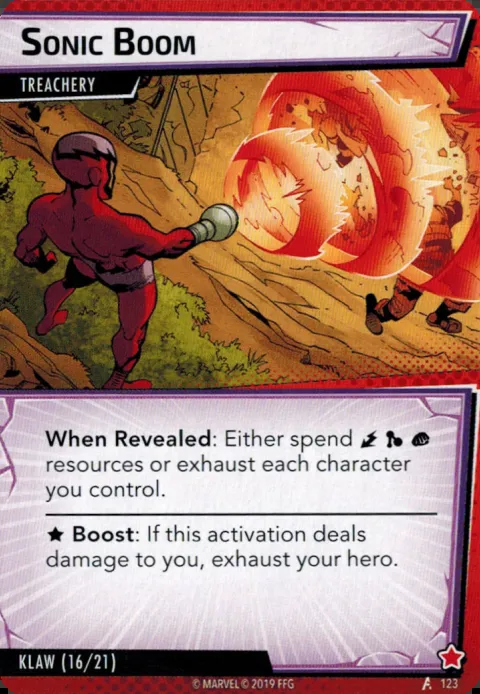 SONIC BOOM
TREACHERY
When Revealed: Either spend
resources or exhaust each character
you control.
★ Boost: If this activation deals
damage to you, exhaust your hero.
KLAW (16/21)
© MARVEL © 2019 FFG
123